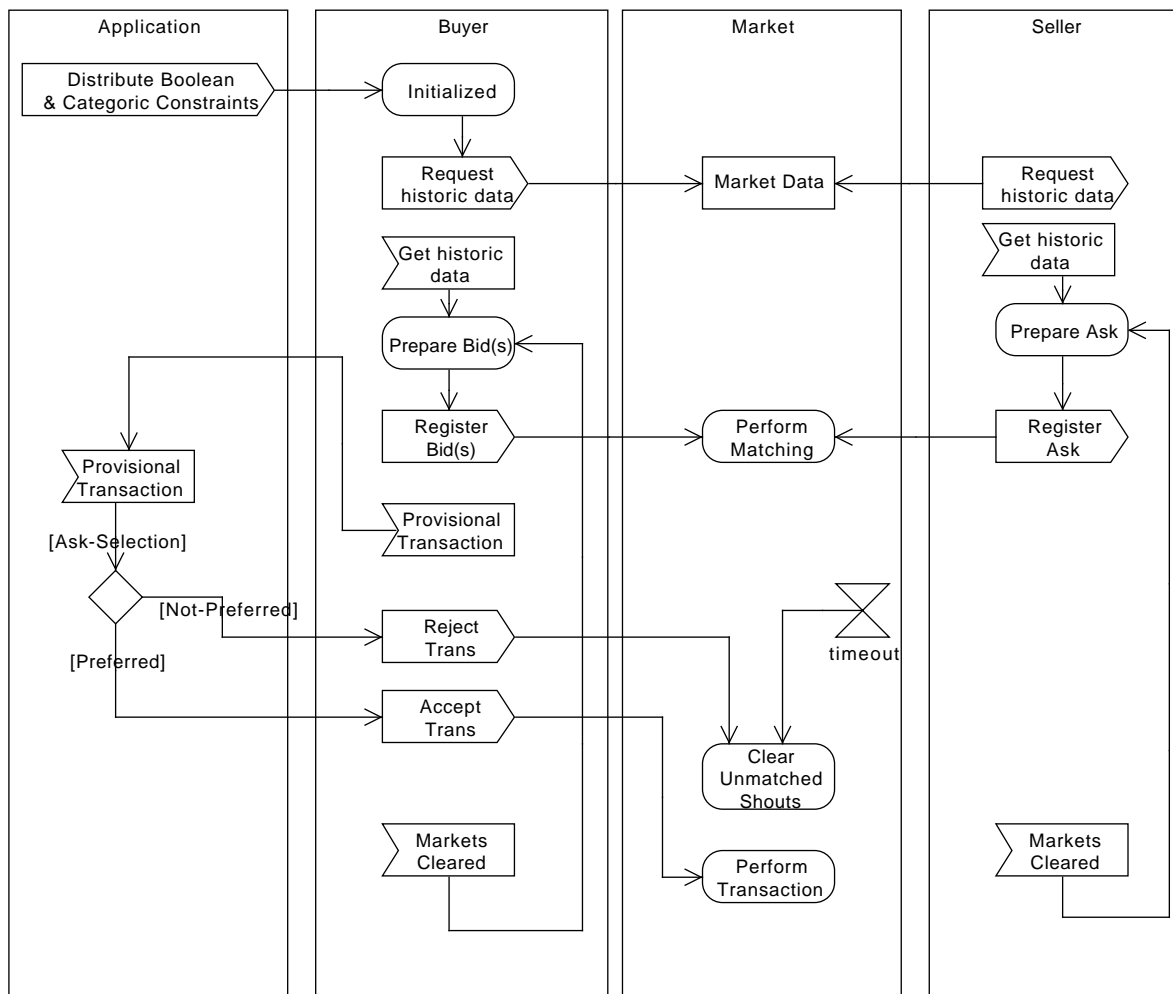 Application
Buyer
Market
Seller
Distribute Boolean
& Categoric Constraints
Initialized
Request
historic data
Market Data
Request
historic data
Get historic
data
Get historic
data
Prepare Bid(s)
Prepare Ask
Register
Bid(s)
Perform
Matching
Register
Ask
Provisional
Transaction
Provisional
Transaction
[Ask-Selection]
[Not-Preferred]
Reject
Trans
timeout
[Preferred]
Accept
Trans
Clear
Unmatched
Shouts
Markets
Cleared
Perform
Transaction
Markets
Cleared